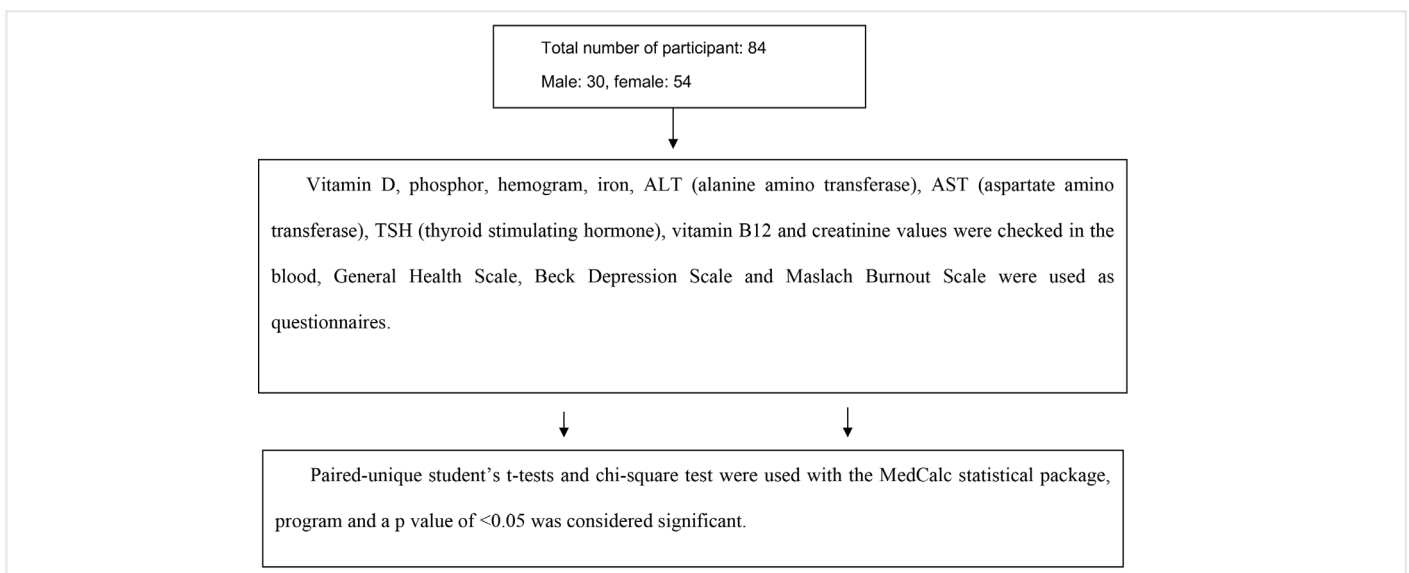 Total number of participant: 84
Male: 30, female: 54
Vitamin D, phosphor, hemogram, iron, ALT (alanine amino transferase), AST (aspartate amino
transferase), TSH (thyroid stimulating hormone), vitamin B12 and creatinine values were checked in the
blood, General Health Scale, Beck Depression Scale and Maslach Burnout Scale were used as
questionnaires.
Paired-unique student’s t-tests and chi-square test were used with the MedCalc statistical package,
program and a p value of <0.05 was considered significant.